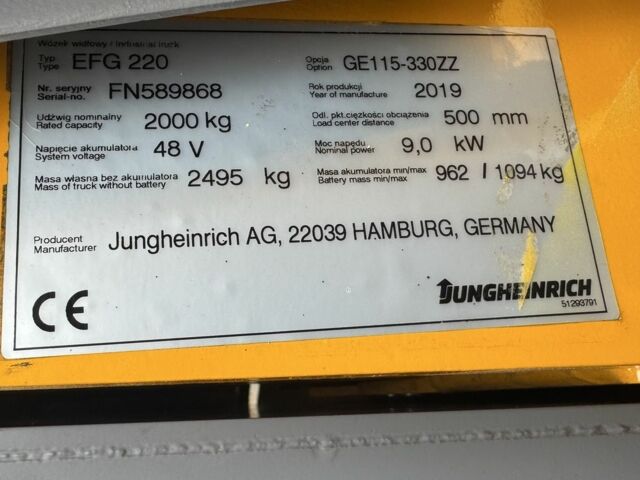 Wózek widłowy / Industrial truck
Typ Type EFG 220 Opcja Option GE115-330ZZ
Nr. seryjny Serial-no. FN589868 Rok produkcji Year of manufacture 2019
Udźwig nominalny Rated capacity 2000 kg Odl. pkt.ciężkości obciążenia Load center distance 500 mm
Napięcie akumulatora System voltage 48 V Moc napędu Nominal power 9,0 kW
Masa własna bez akumulatora Mass of truck without battery 2495 kg Masa akumulatora min/max Battery mass min/max 962 / 1094 kg
Producent Manufacturer Jungheinrich AG, 22039 HAMBURG, GERMANY
CE
JUNGHEINRICH
51293791